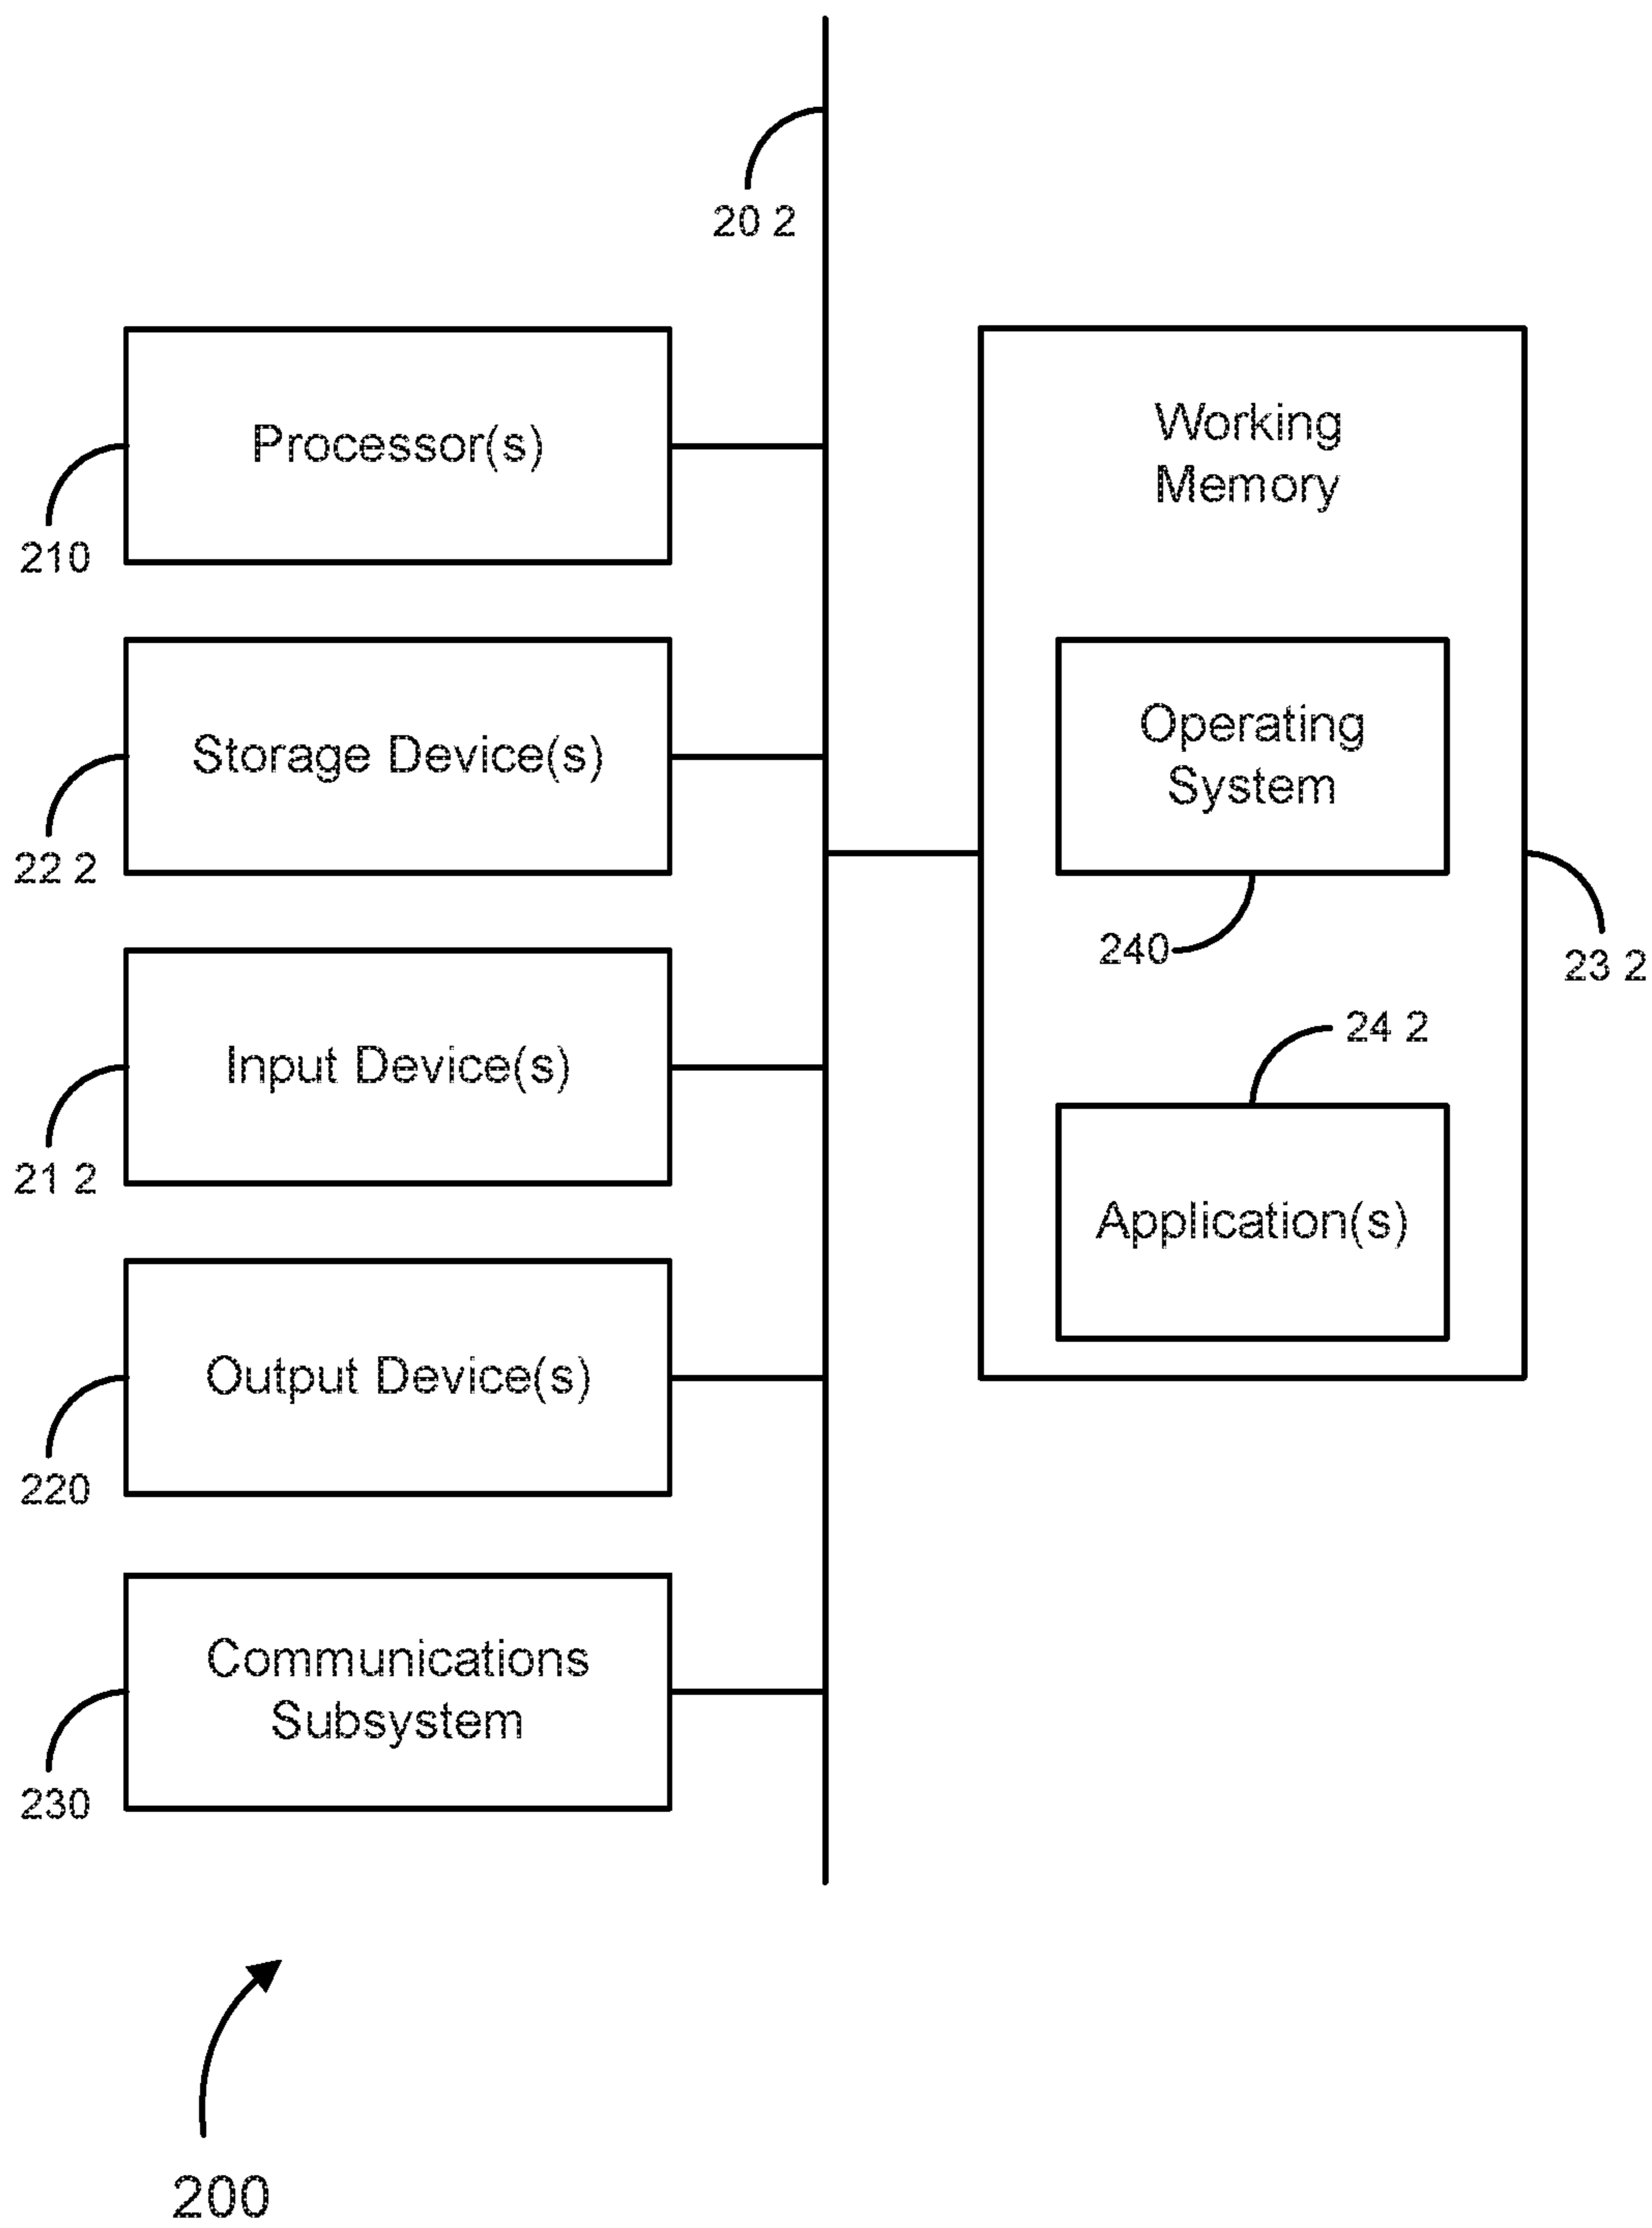 20 2
Processor(s)
210
Storage Device(s)
22 2
Input Device(s)
21 2
Output Device(s)
220
Communications
Subsystem
230
Working
Memory
Operating
System
240
23 2
24 2
Application(s)
200